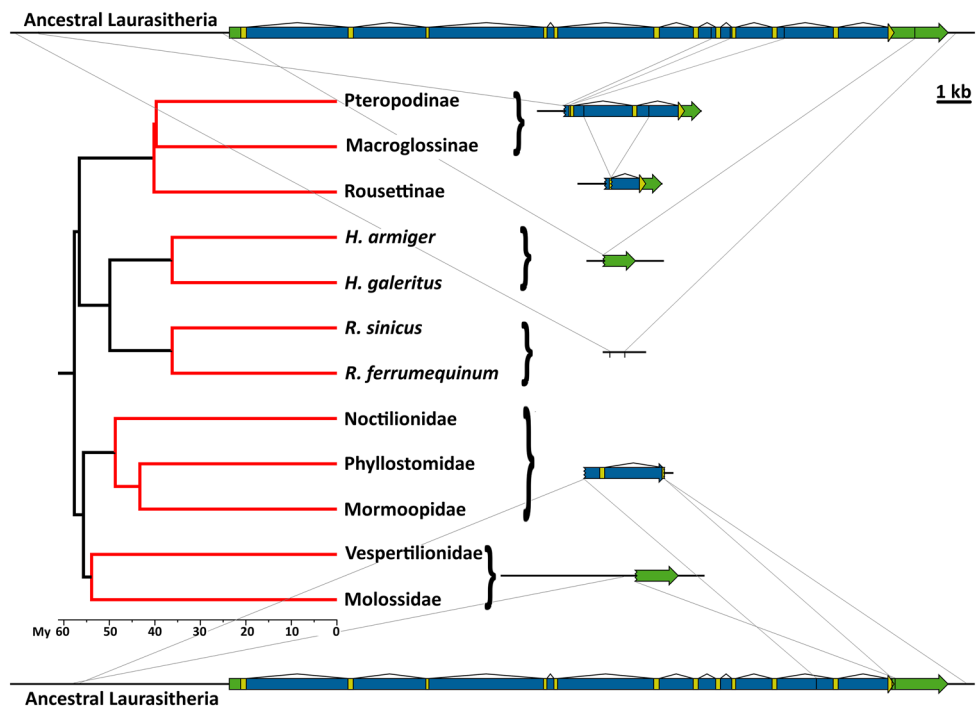 Ancestral Laurasitheria
1 kb
Pteropodinae
Macroglossinae
Rousettinae
H. armiger
H. galeritus
R. sinicus
R. ferrumequinum
Noctilionidae
Phyllostomidae
Mormoopidae
Vespertilionidae
Molossidae
My 60 50 40 30 20 10 0
Ancestral Laurasitheria